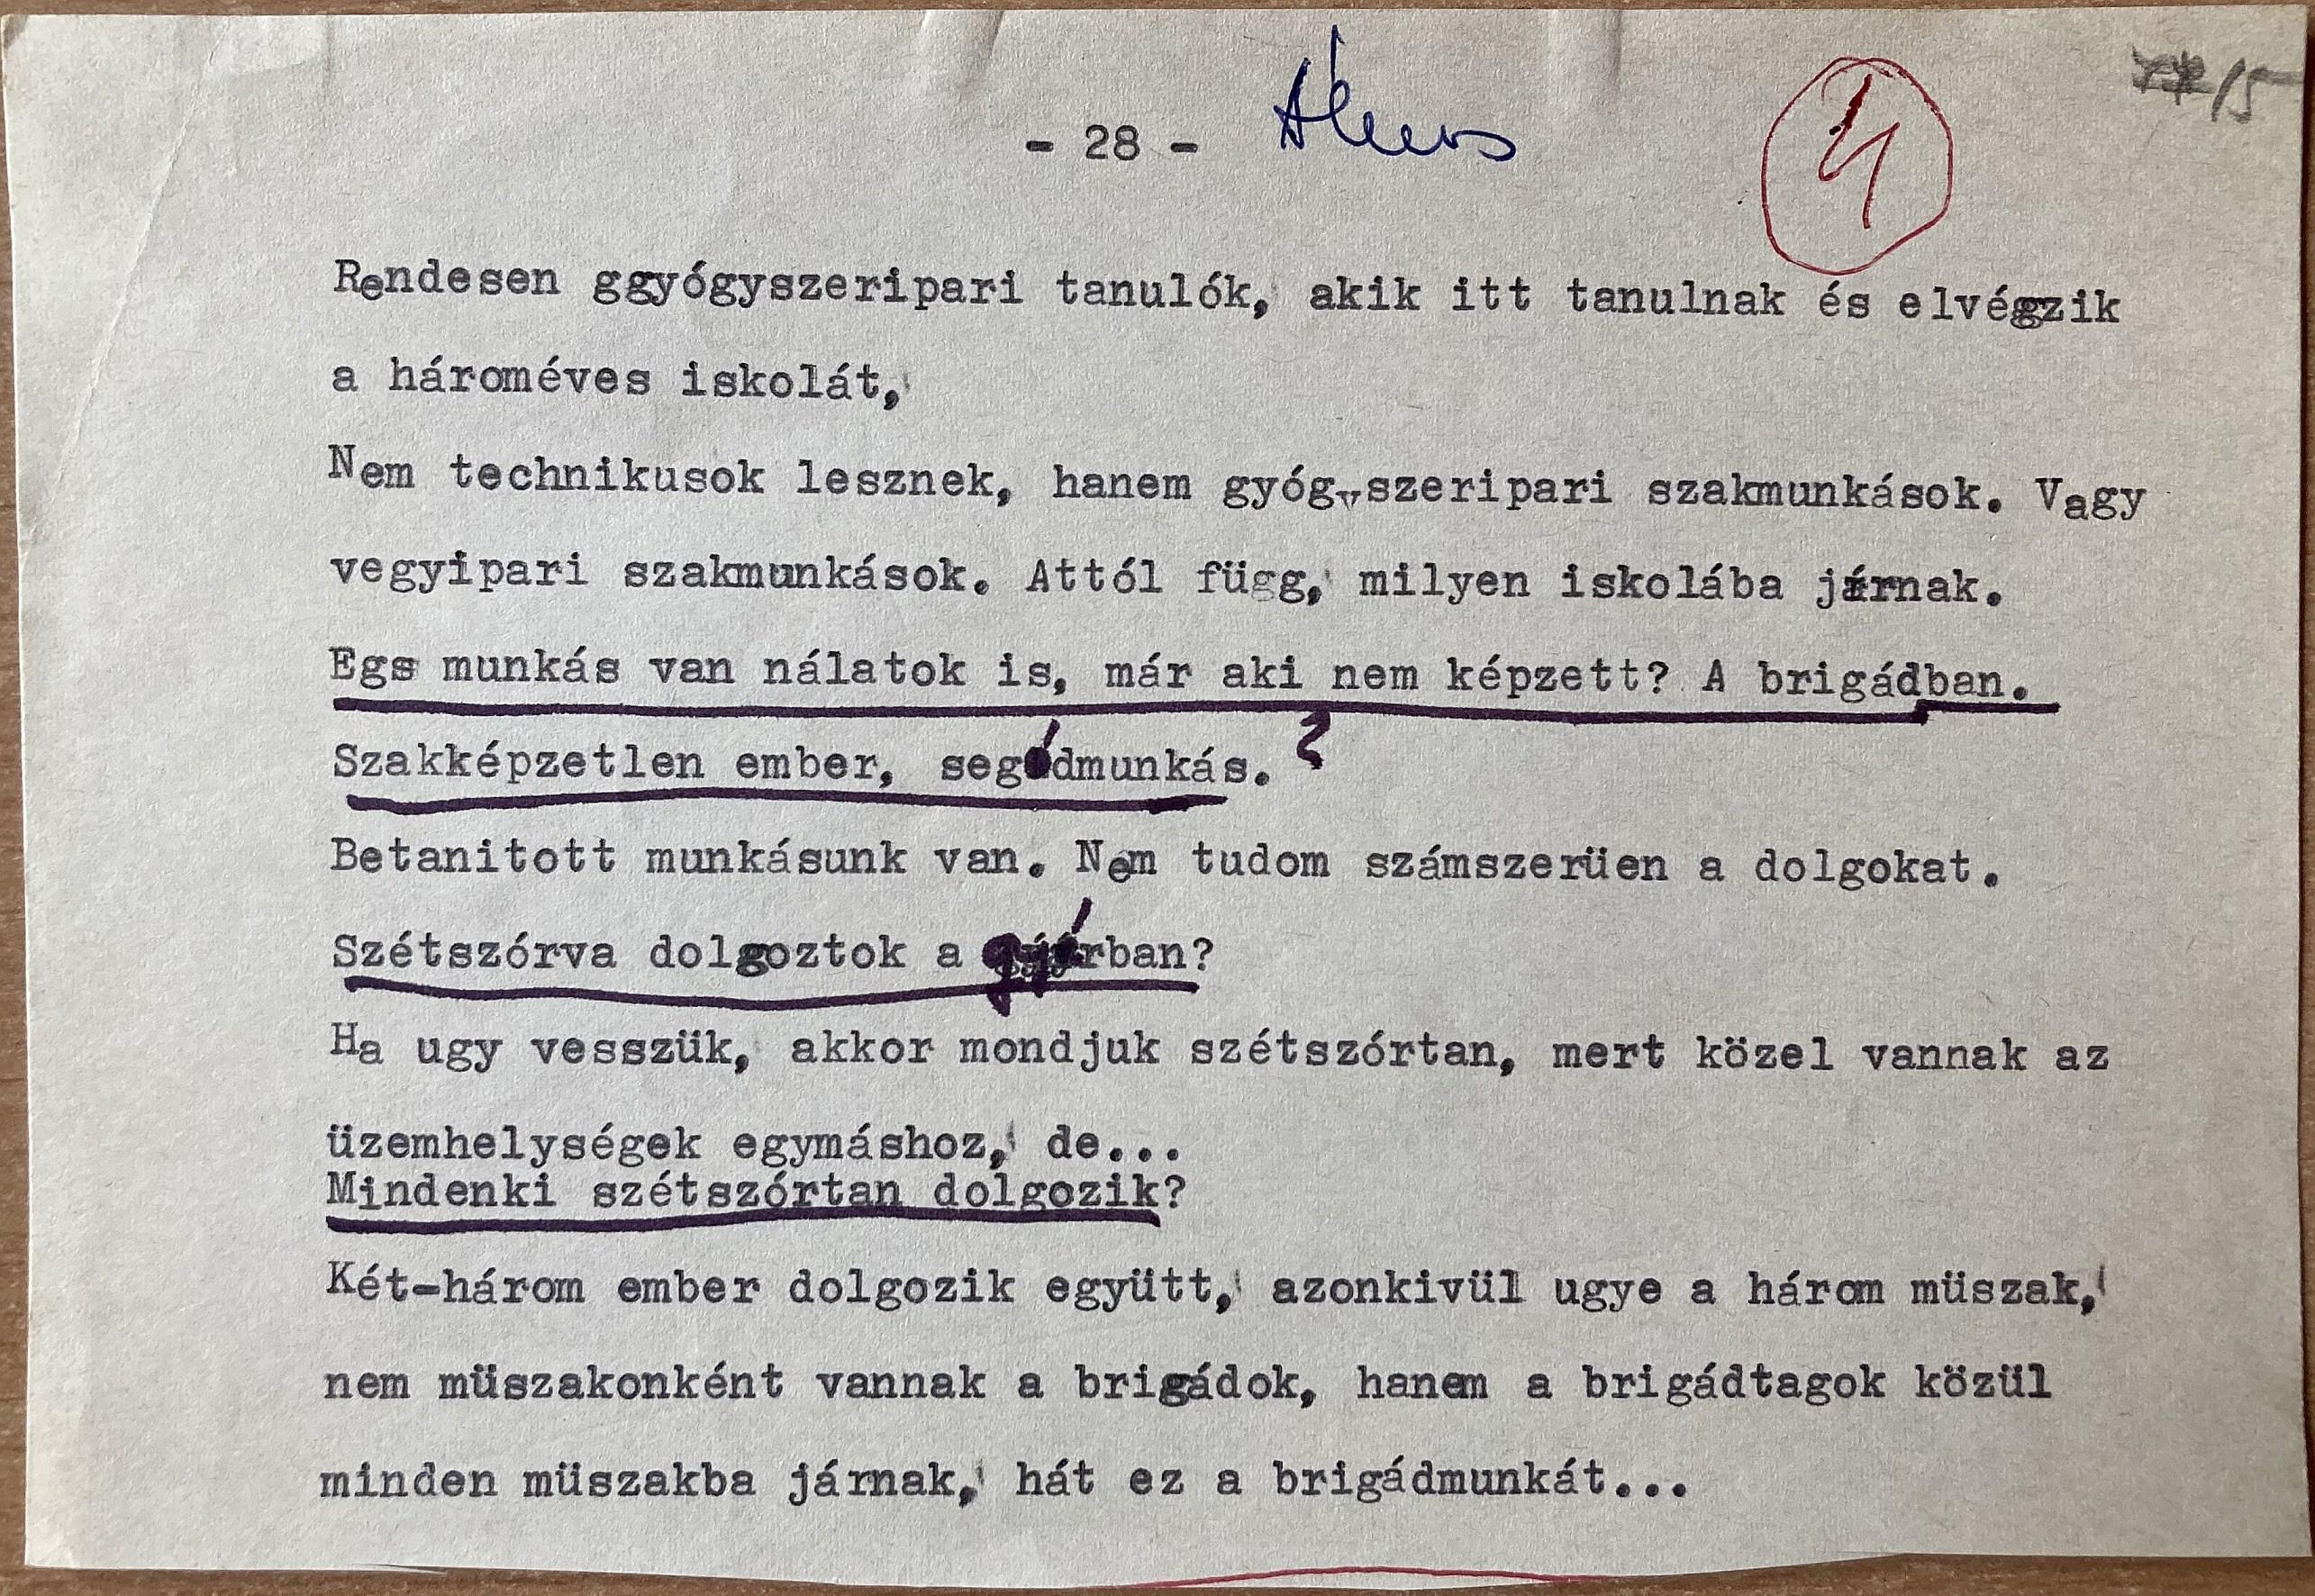 - 28 -
4
15
Rendesen ggyógyszeripari tanulók, akik itt tanulnak és elvégzik
a hároméves iskolát,
Nem technikusok lesznek, hanem gyógyszeripari szakmunkások. Vagy
vegyipari szakmunkások. Attól függ, milyen iskolába járnak.
Egs munkás van nálatok is, már aki nem képzett? A brigádban.
Szakképzetlen ember, segédmunkás. ?
Betanitott munkásunk van. Nem tudom számszerüen a dolgokat.
Szétszórva dolgoztok a gyárban?
Ha ugy vesszük, akkor mondjuk szétszórtan, mert közel vannak az
üzemhelységek egymáshoz, de...
Mindenki szétszórtan dolgozik?
Két-három ember dolgozik együtt, azonkivül ugye a három müszak,
nem müszakonként vannak a brigádok, hanem a brigádtagok közül
minden müszakba járnak, hát ez a brigádmunkát...